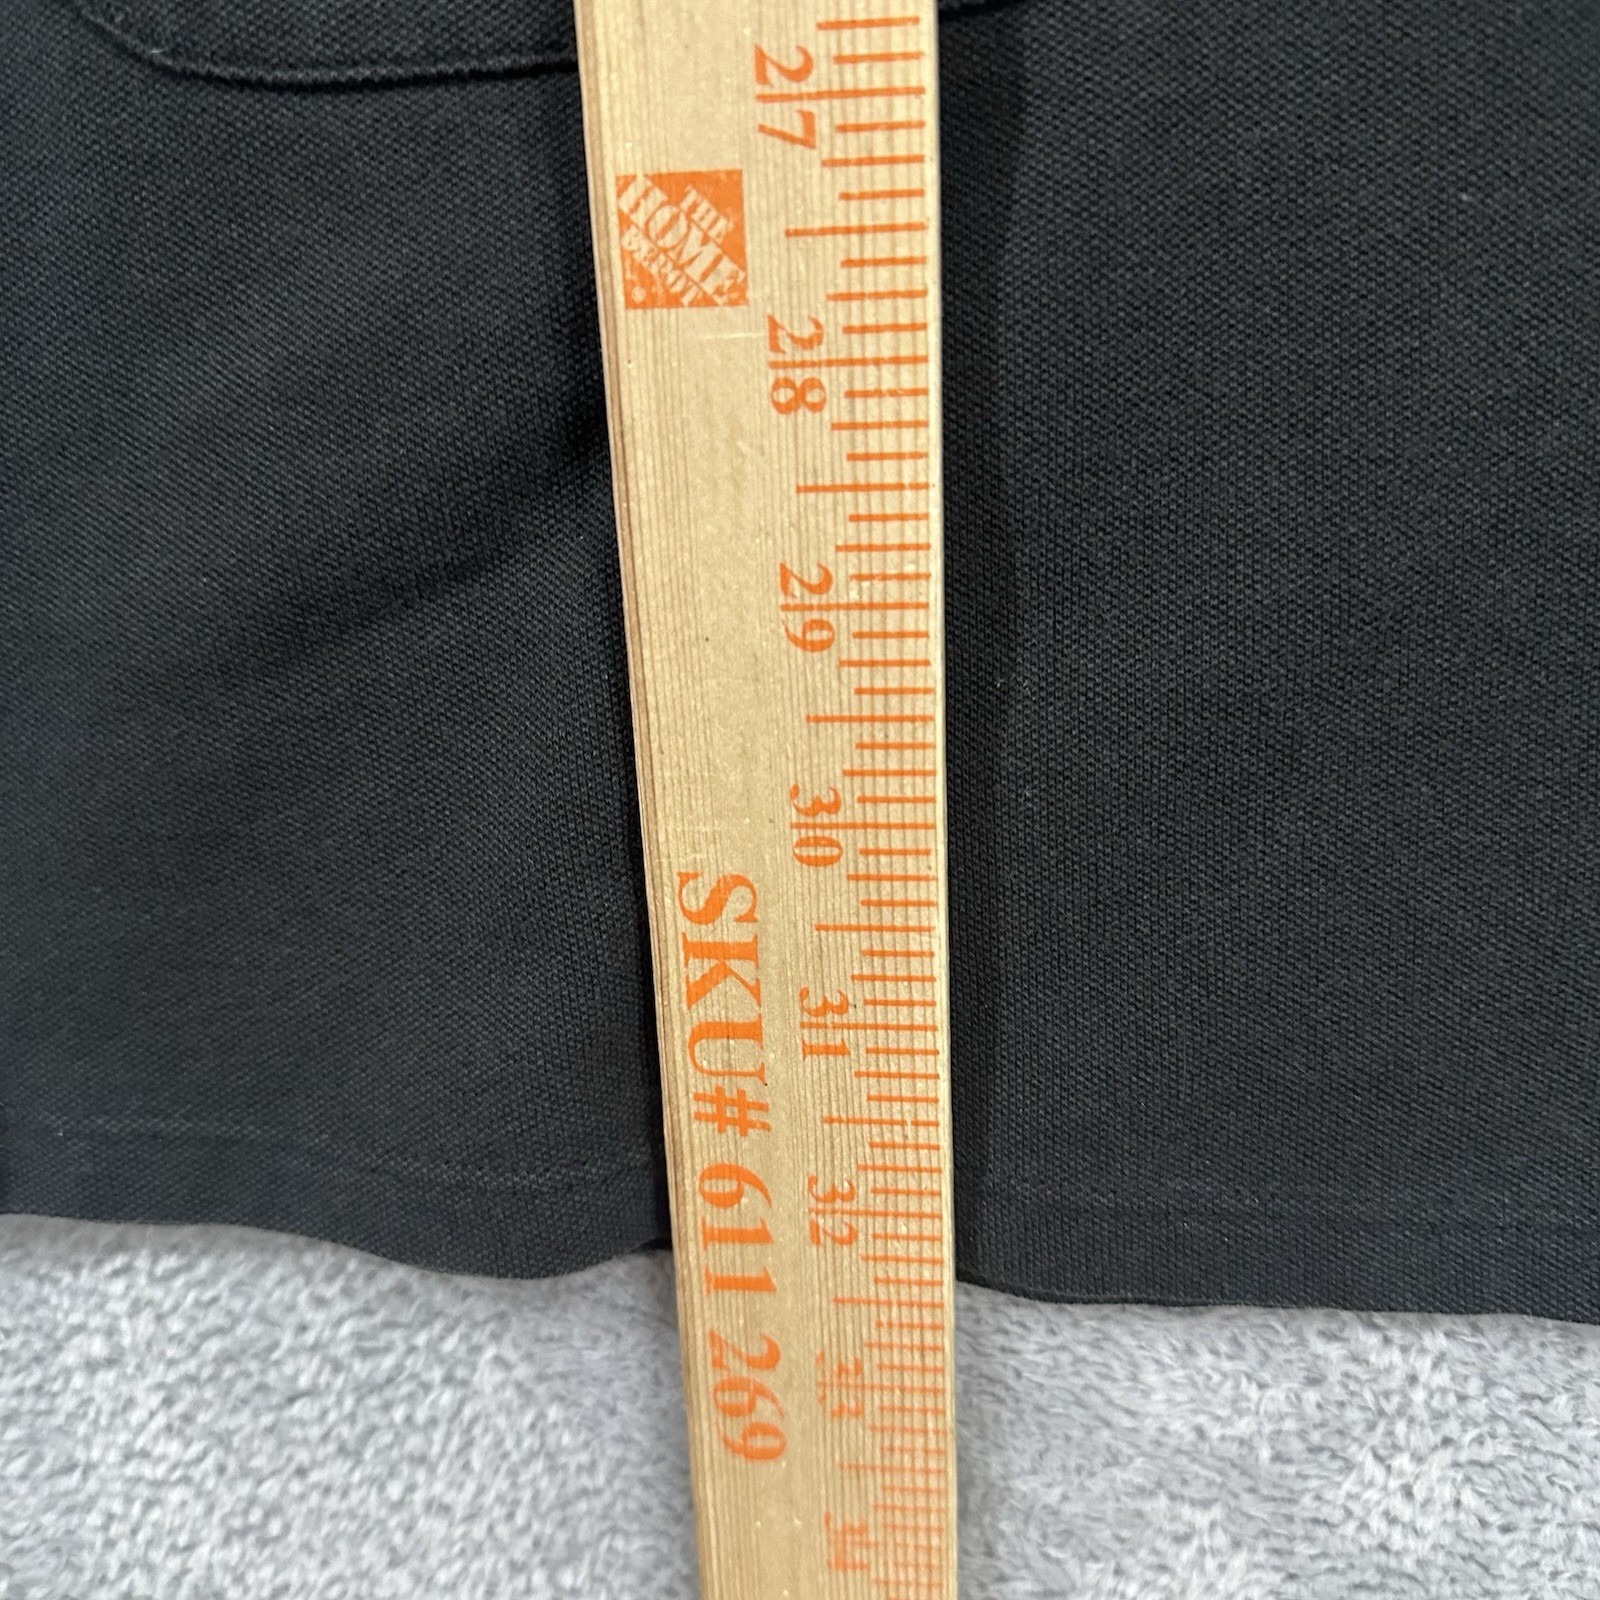 27
THE
HOME
DEPOT
28
29
30
31
32
33
34
SKU# 611 269